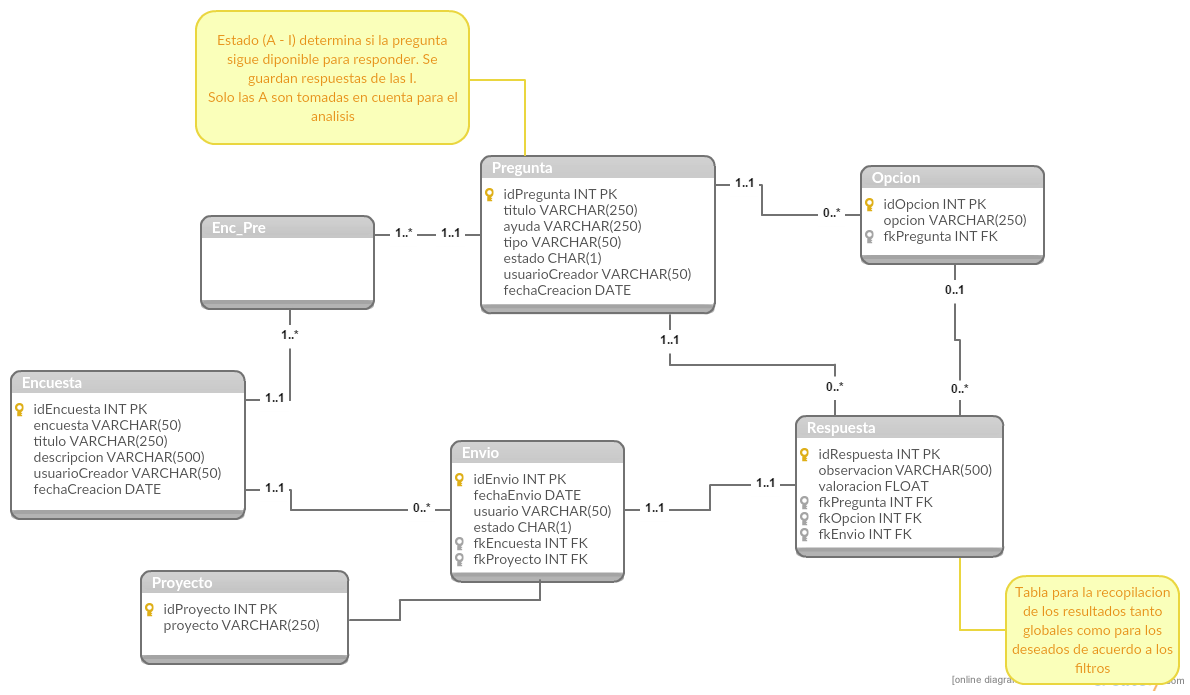 Estado (A - I) determina si la pregunta
sigue diponible para responder. Se
guardan respuestas de las I.
Solo las A son tomadas en cuenta para el
analisis
Pregunta
idPregunta INT PK
titulo VARCHAR(250)
ayuda VARCHAR(250)
tipo VARCHAR(50)
estado CHAR(1)
usuarioCreador VARCHAR(50)
fechaCreacion DATE
1..1
0..*
Opcion
idOpcion INT PK
opcion VARCHAR(250)
fkPregunta INT FK
Enc_Pre
1..*
1..1
1..*
0..1
1..1
0..*
0..*
Encuesta
idEncuesta INT PK
encuesta VARCHAR(50)
titulo VARCHAR(250)
descripcion VARCHAR(500)
usuarioCreador VARCHAR(50)
fechaCreacion DATE
1..1
1..1
0..*
Envio
idEnvio INT PK
fechaEnvio DATE
usuario VARCHAR(50)
estado CHAR(1)
fkEncuesta INT FK
fkProyecto INT FK
1..1
1..1
Respuesta
idRespuesta INT PK
observacion VARCHAR(500)
valoracion FLOAT
fkPregunta INT FK
fkOpcion INT FK
fkEnvio INT FK
Proyecto
idProyecto INT PK
proyecto VARCHAR(250)
Tabla para la recopilacion
de los resultados tanto
globales como para los
deseados de acuerdo a los
filtros
[online